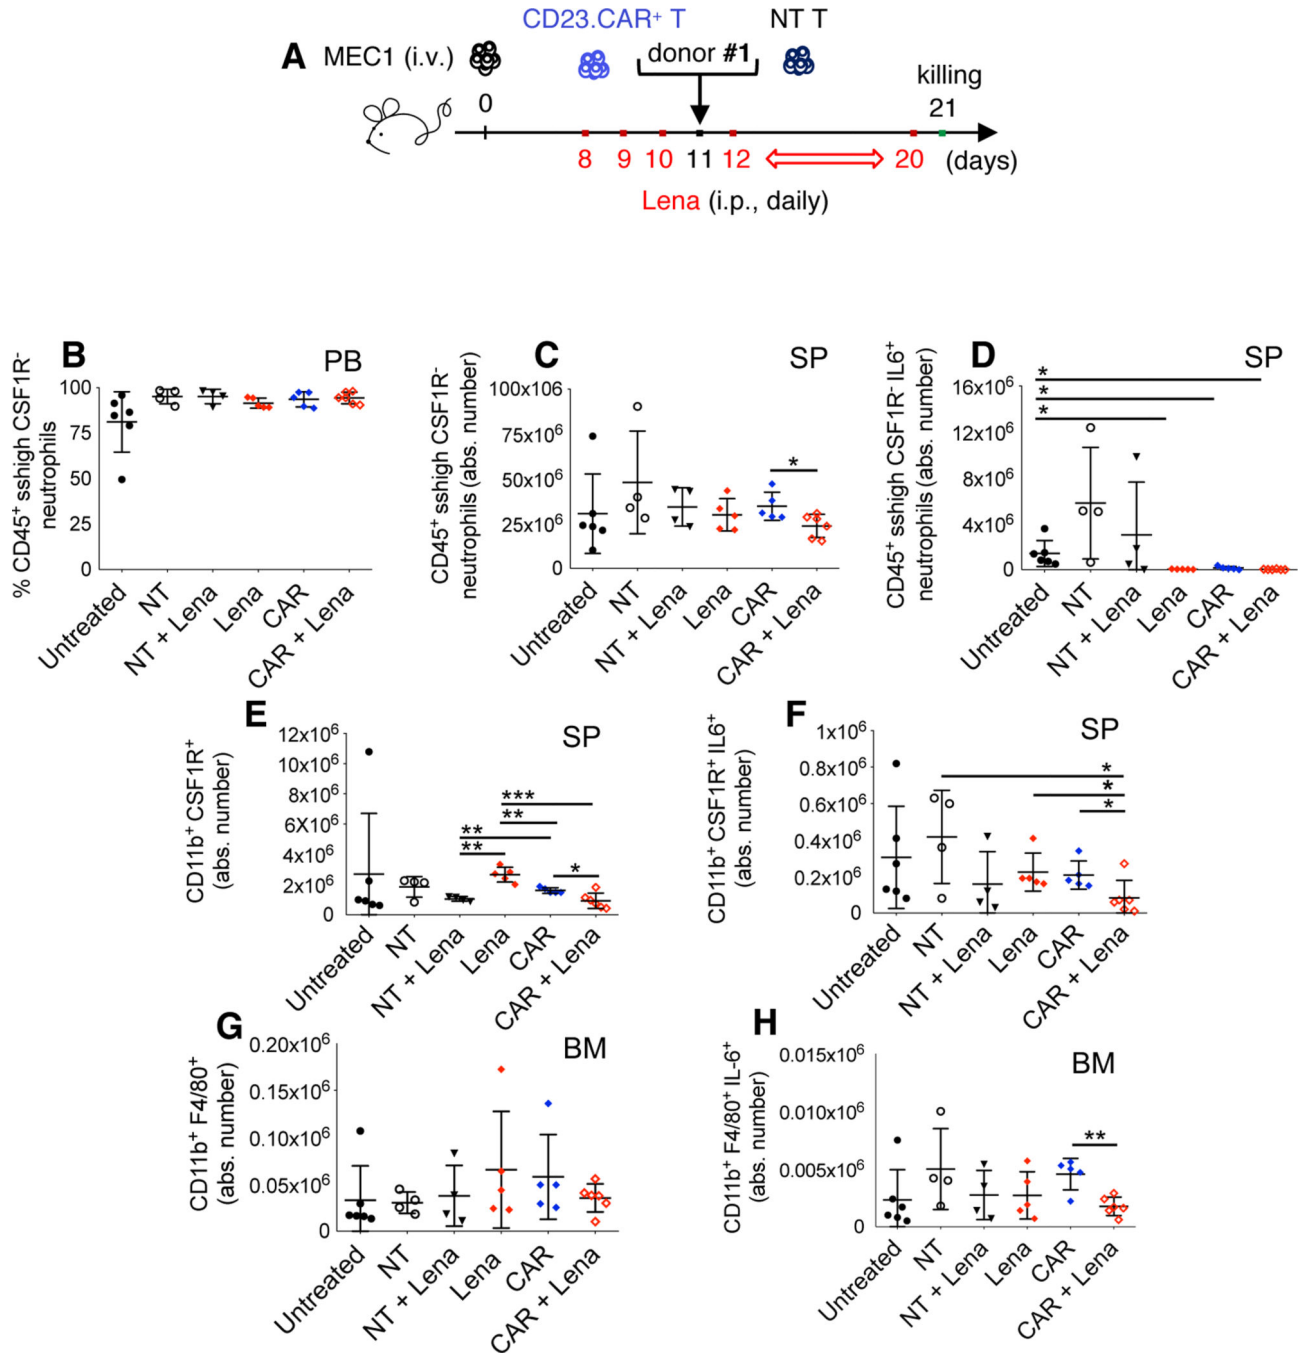 CD23.CAR⁺ T NT T
A MEC1 (i.v.) donor #1 killing
0 21
8 9 10 11 12 20 (days)
Lena (i.p., daily)
B PB
% CD45⁺ sshigh CSF1R⁻
neutrophils
100
75
50
25
0
Untreated
NT
NT + Lena
Lena
CAR
CAR + Lena
C SP
CD45⁺ sshigh CSF1R⁻
neutrophils (abs. number)
100x10⁶
75x10⁶
50x10⁶
25x10⁶
0
*
Untreated
NT
NT + Lena
Lena
CAR
CAR + Lena
D SP
CD45⁺ sshigh CSF1R⁻ IL6⁺
neutrophils (abs. number)
16x10⁶
12x10⁶
8x10⁶
4x10⁶
0
*
*
*
Untreated
NT
NT + Lena
Lena
CAR
CAR + Lena
E SP
CD11b⁺ CSF1R⁺
(abs. number)
12x10⁶
10x10⁶
8x10⁶
6X10⁶
4x10⁶
2x10⁶
0
***
**
**
**
*
Untreated
NT
NT + Lena
Lena
CAR
CAR + Lena
F SP
CD11b⁺ CSF1R⁺ IL6⁺
(abs. number)
1x10⁶
0.8x10⁶
0.6x10⁶
0.4x10⁶
0.2x10⁶
0
*
*
*
Untreated
NT
NT + Lena
Lena
CAR
CAR + Lena
G BM
CD11b⁺ F4/80⁺
(abs. number)
0.20x10⁶
0.15x10⁶
0.10x10⁶
0.05x10⁶
0
Untreated
NT
NT + Lena
Lena
CAR
CAR + Lena
H BM
CD11b⁺ F4/80⁺ IL-6⁺
(abs. number)
0.015x10⁶
0.010x10⁶
0.005x10⁶
0
**
Untreated
NT
NT + Lena
Lena
CAR
CAR + Lena